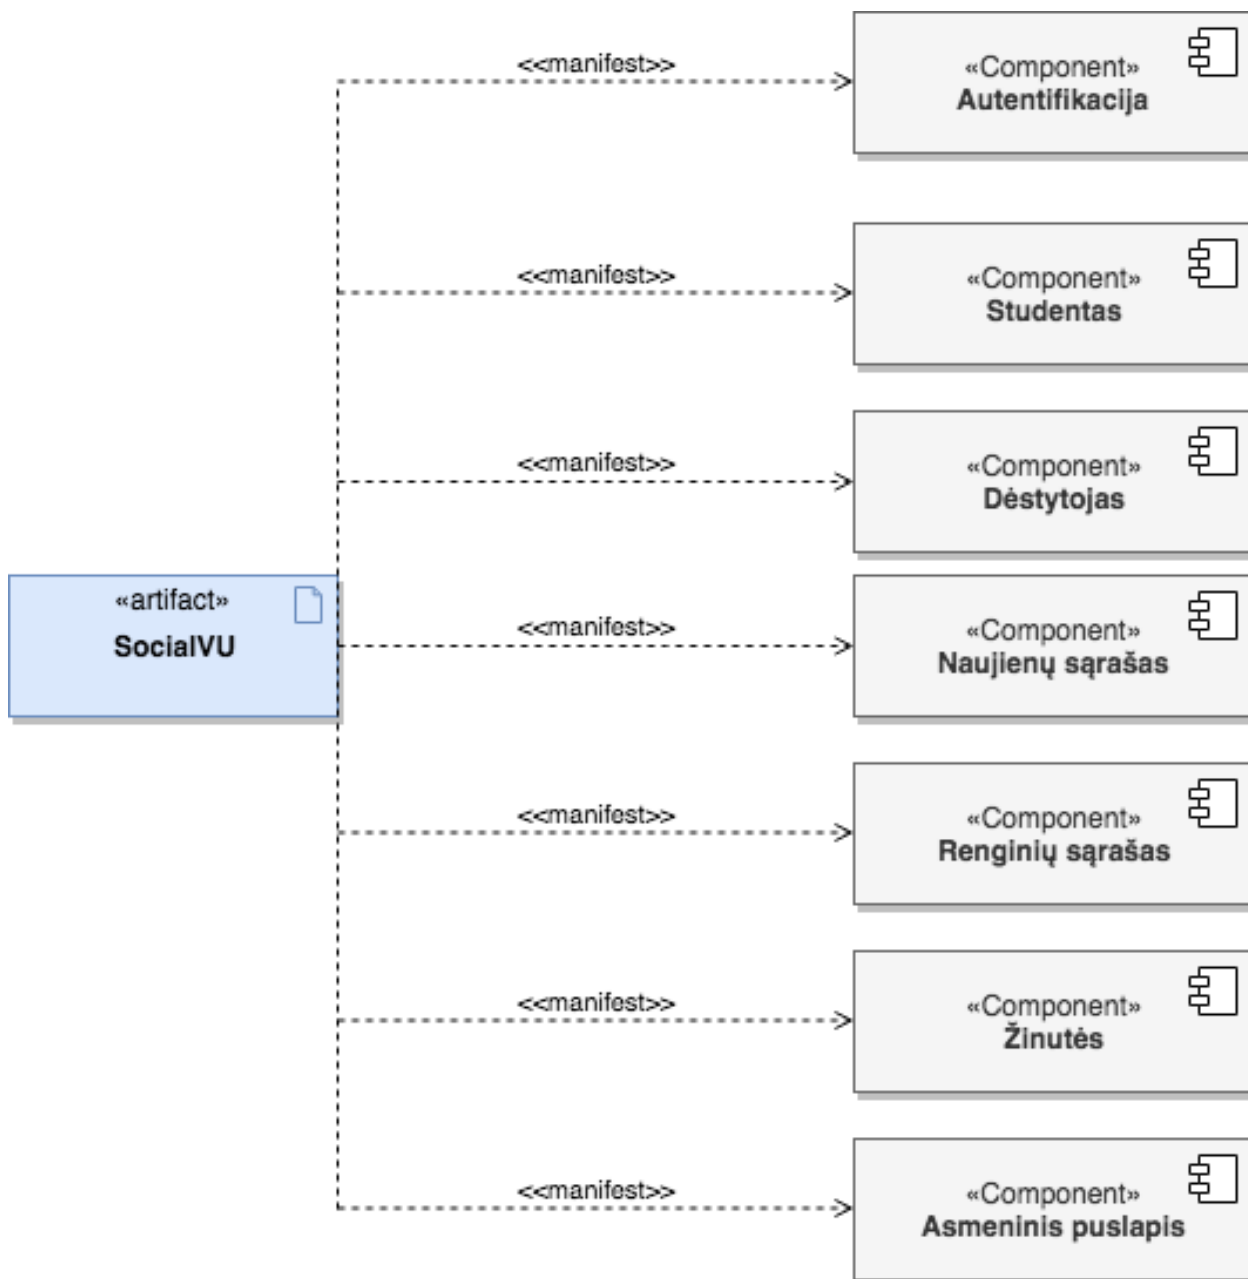 <<manifest>>
«Component»
Autentifikacija
<<manifest>>
«Component»
Studentas
<<manifest>>
«Component»
Dėstytojas
«artifact»
SocialVU
<<manifest>>
«Component»
Naujienų sąrašas
<<manifest>>
«Component»
Renginių sąrašas
<<manifest>>
«Component»
Žinutės
<<manifest>>
«Component»
Asmeninis puslapis